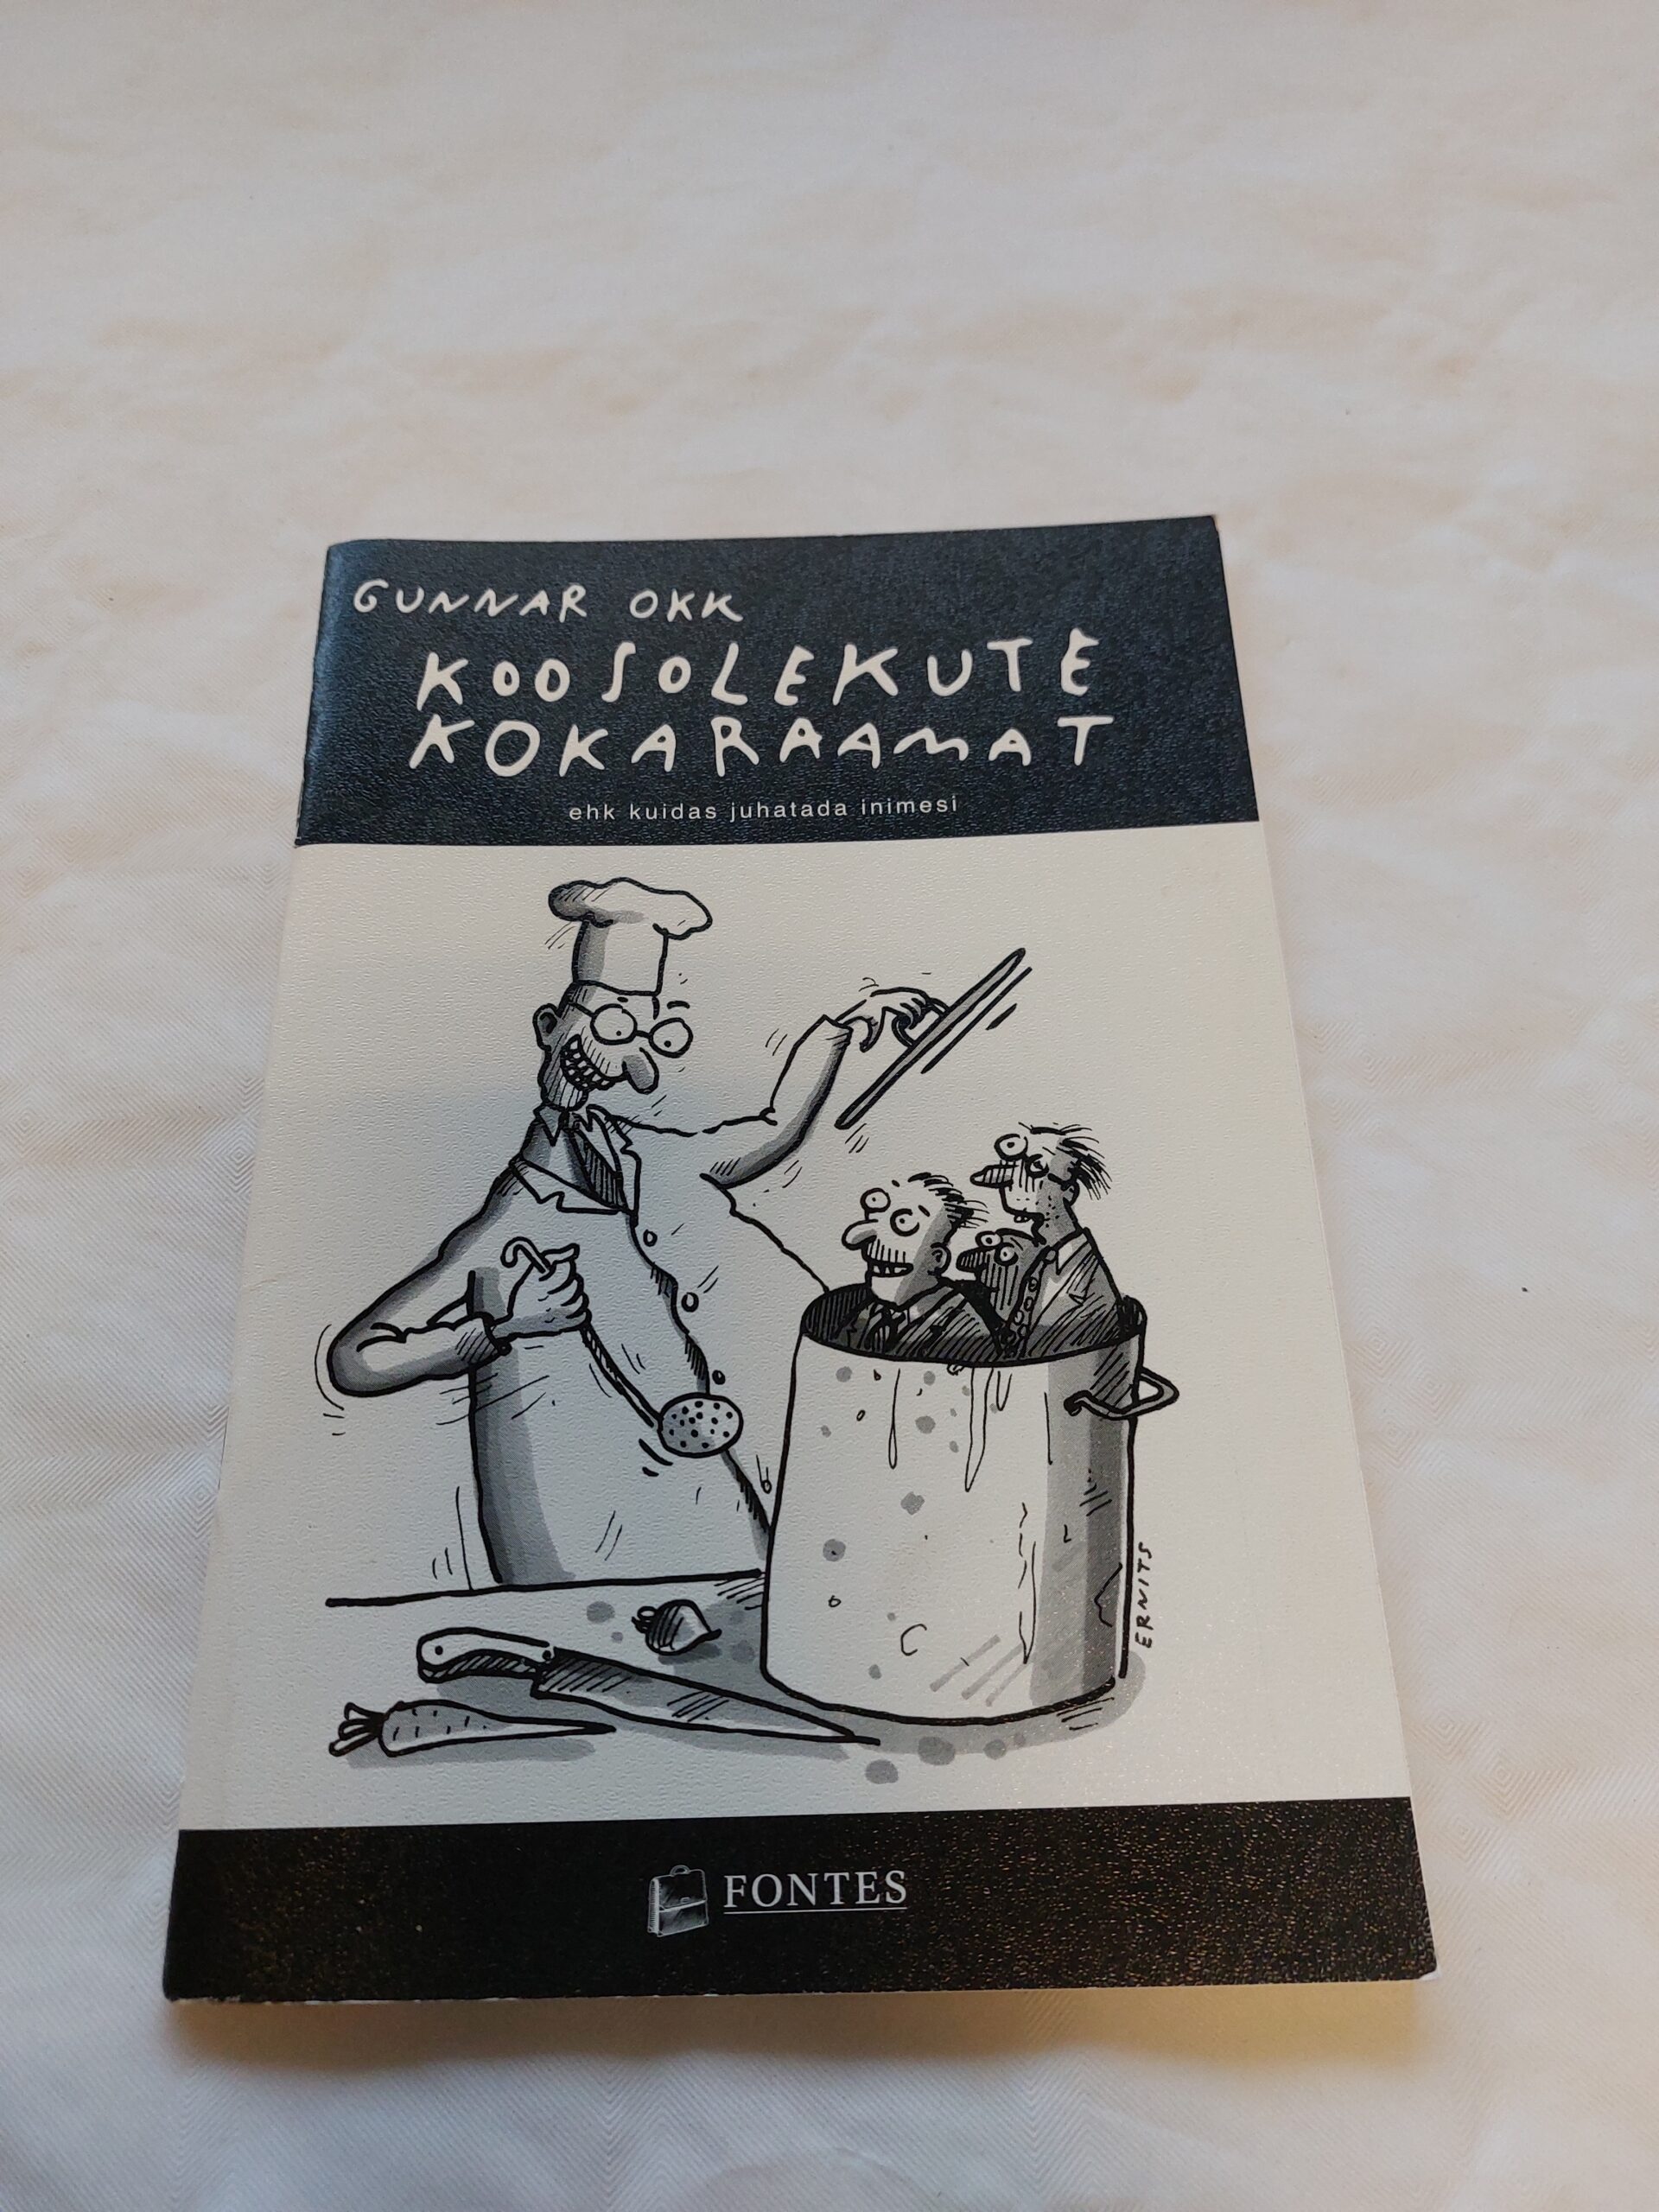 GUNNAR OKK
KOOSOLEKUTE
KOKARAAMAT
ehk kuidas juhatada inimesi
ERNITS
FONTES